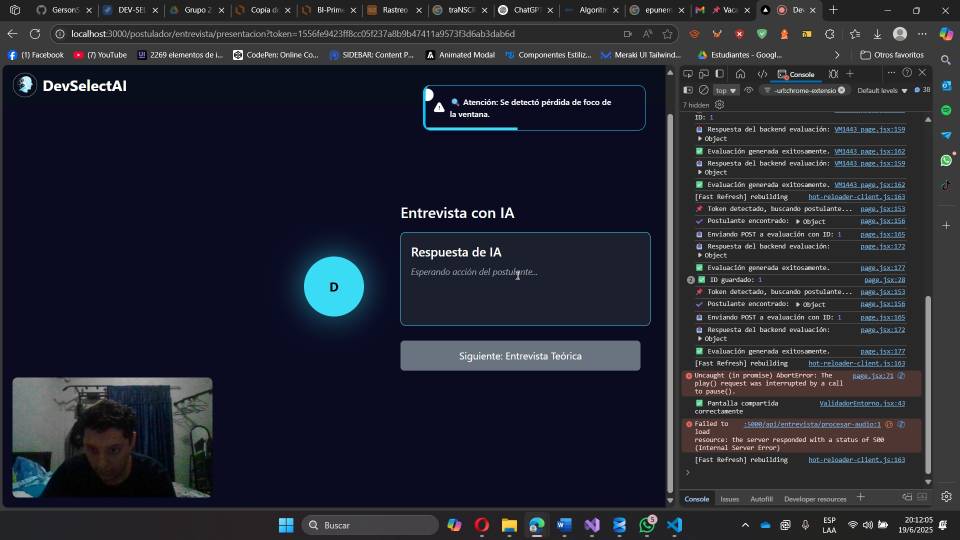 GersonS
DEV-SEL
Grupo 2
Copia de
BI-Prime
Rastreo
traNSCR
ChatGPT
Algoritm
epunem
Vaca
Dev
localhost:3000/postulador/entrevista/presentacion?token=1556fe9423ff8cc05f237a8b9b47411a9573f3d6ab3dab6d
(1) Facebook
(7) YouTube
2269 elementos de i...
CodePen: Online Co...
SIDEBAR: Content P...
Animated Modal
Componentes Estiliz...
Meraki UI Tailwind...
Estudiantes - Googl...
Otros favoritos
DevSelectAI
Atención: Se detectó pérdida de foco de
la ventana.
Entrevista con IA
Respuesta de IA
Esperando acción del postulante...
D
Siguiente: Entrevista Teórica
Console
top
-url:chrome-extensio
Default levels
38
7 hidden
ID: 1
Respuesta del backend evaluación: VM1443 page.jsx:159
Object
Evaluación generada exitosamente. VM1443 page.jsx:162
Respuesta del backend evaluación: VM1443 page.jsx:159
Object
Evaluación generada exitosamente. VM1443 page.jsx:162
[Fast Refresh] rebuilding hot-reloader-client.js:163
Token detectado, buscando postulante... page.jsx:153
Postulante encontrado: Object page.jsx:156
Enviando POST a evaluación con ID: 1 page.jsx:165
Respuesta del backend evaluación: page.jsx:172
Object
Evaluación generada exitosamente. page.jsx:177
2 ID guardado: 1 page.jsx:28
Token detectado, buscando postulante... page.jsx:153
Postulante encontrado: Object page.jsx:156
Enviando POST a evaluación con ID: 1 page.jsx:165
Respuesta del backend evaluación: page.jsx:172
Object
Evaluación generada exitosamente. page.jsx:177
[Fast Refresh] rebuilding hot-reloader-client.js:163
Uncaught (in promise) AbortError: The page.jsx:71
play() request was interrupted by a call
to pause().
Pantalla compartida ValidadorEntorno.jsx:43
correctamente
Failed to :5000/api/entrevista/procesar-audio:1
load
resource: the server responded with a status of 500
(Internal Server Error)
[Fast Refresh] rebuilding hot-reloader-client.js:163
Console
Issues
Autofill
Developer resources
Buscar
5
ESP
LAA
20:12:05
19/6/2025